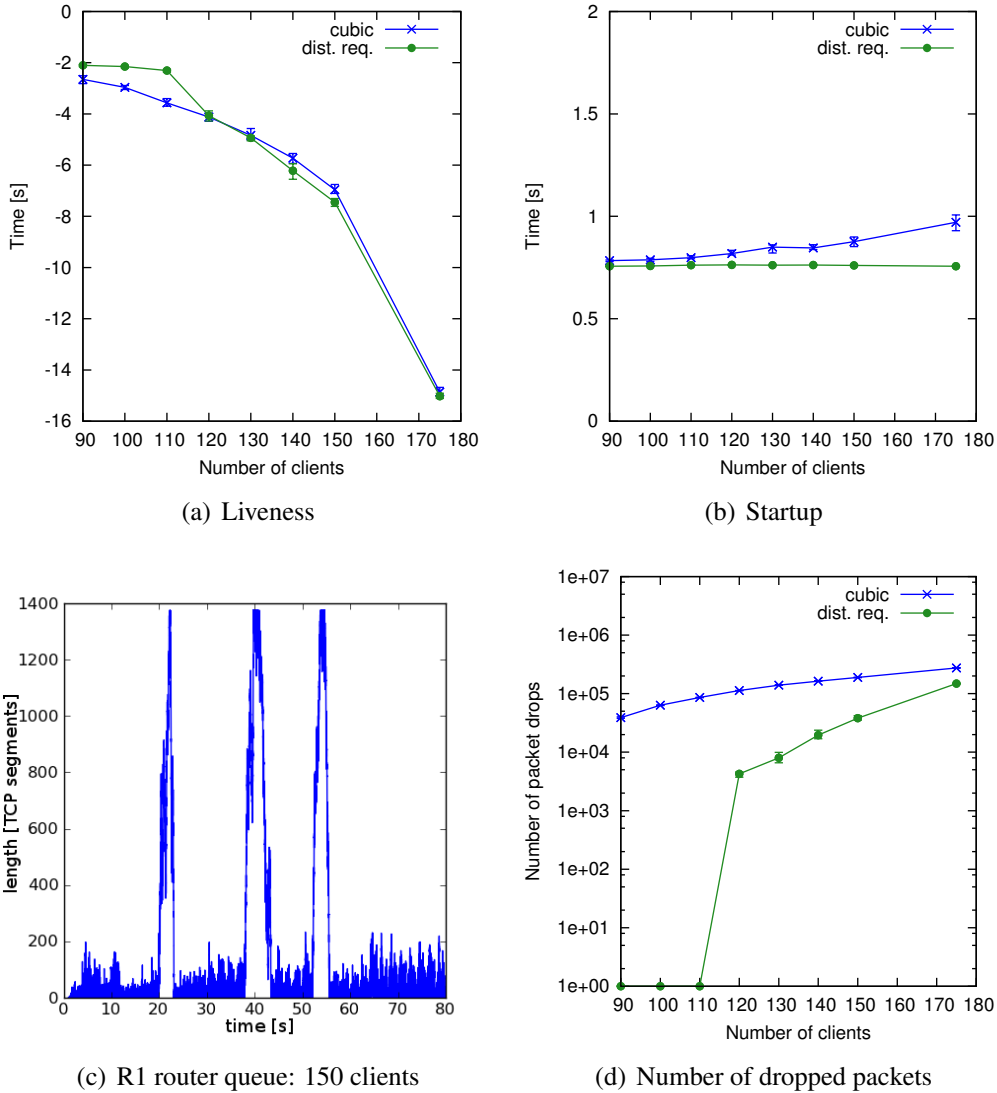 0
-2
-4
-6
-8
-10
-12
-14
-16
90 100 110 120 130 140 150 160 170 180
Time [s]
Number of clients
cubic
dist. req.
(a) Liveness
2
1.5
1
0.5
0
90 100 110 120 130 140 150 160 170 180
Time [s]
Number of clients
cubic
dist. req.
(b) Startup
1400
1200
1000
800
600
400
200
0
0 10 20 30 40 50 60 70 80
length [TCP segments]
time [s]
(c) R1 router queue: 150 clients
1e+07
1e+06
1e+05
1e+04
1e+03
1e+02
1e+01
1e+00
90 100 110 120 130 140 150 160 170 180
Number of packet drops
Number of clients
cubic
dist. req.
(d) Number of dropped packets